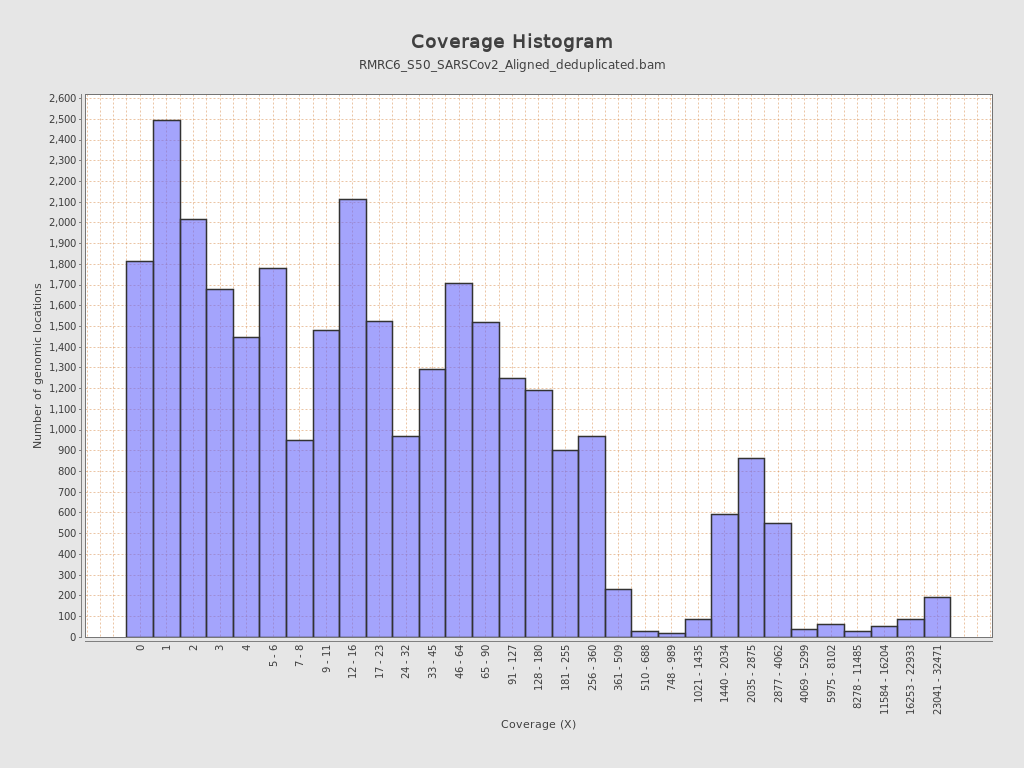 Coverage Histogram
RMRC6_S50_SARSCov2_Aligned_deduplicated.bam
Number of genomic locations
2,600
2,500
2,400
2,300
2,200
2,100
2,000
1,900
1,800
1,700
1,600
1,500
1,400
1,300
1,200
1,100
1,000
900
800
700
600
500
400
300
200
100
0
0
1
2
3
4
5 - 6
7 - 8
9 - 11
12 - 16
17 - 23
24 - 32
33 - 45
46 - 64
65 - 90
91 - 127
128 - 180
181 - 255
256 - 360
361 - 509
510 - 688
748 - 989
1021 - 1435
1440 - 2034
2035 - 2875
2877 - 4062
4069 - 5299
5975 - 8102
8278 - 11485
11584 - 16204
16253 - 22933
23041 - 32471
Coverage (X)